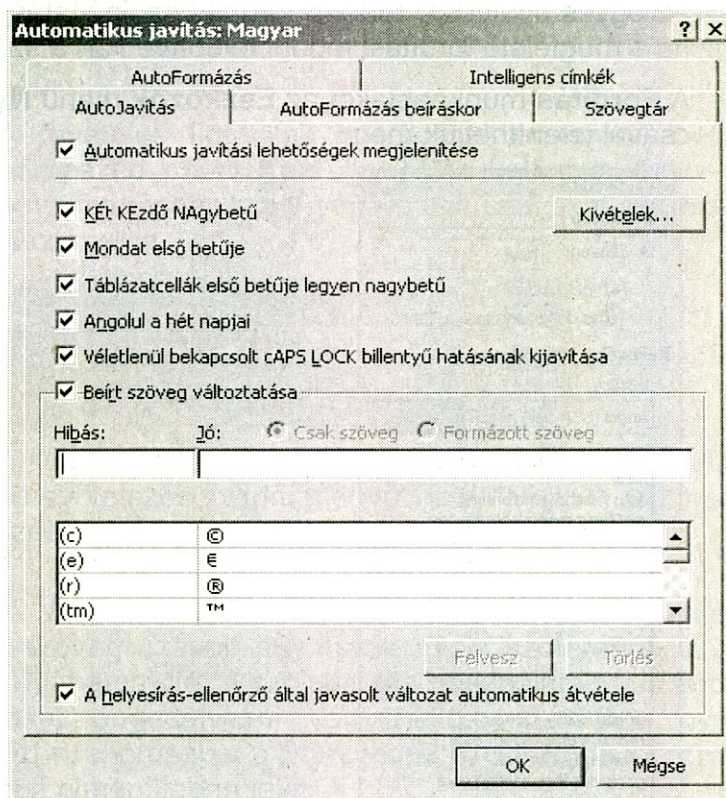 Automatikus javítás: Magyar
AutoFormázás Intelligens címkék
AutoJavítás AutoFormázás beíráskor Szövegtár
Automatikus javítási lehetőségek megjelenítése
KÉt KEzdő NAgybetű Kivételek...
Mondat első betűje
Táblázatcellák első betűje legyen nagybetű
Angolul a hét napjai
Véletlenül bekapcsolt cAPS LOCK billentyű hatásának kijavítása
Beírt szöveg változtatása
Hibás: Jó: Csak szöveg Formázott szöveg
(c) ©
(e) €
(r) ®
(tm) ™
Felvesz Törlés
A helyesírás-ellenőrző által javasolt változat automatikus átvétele
OK Mégse